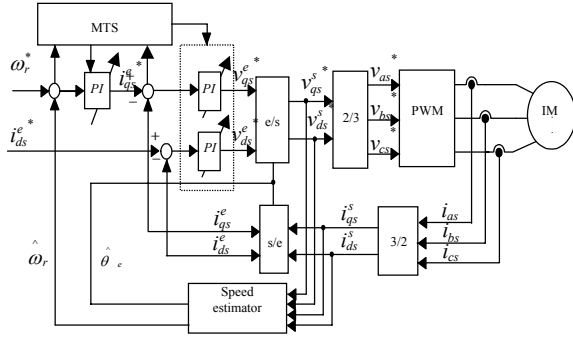 MTS
ω_r^*
PI
i_qs^e*
+
−
PI
v_qs^e*
e/s
v_qs^s*
2/3
v_as^*
PWM
IM
i_ds^e*
+
−
PI
v_ds^e*
v_ds^s*
v_bs^*
v_cs^*
i_qs^e
i_ds^e
s/e
i_qs^s
i_ds^s
3/2
i_as
i_bs
i_cs
ω̂_r
θ̂_e
Speed
estimator